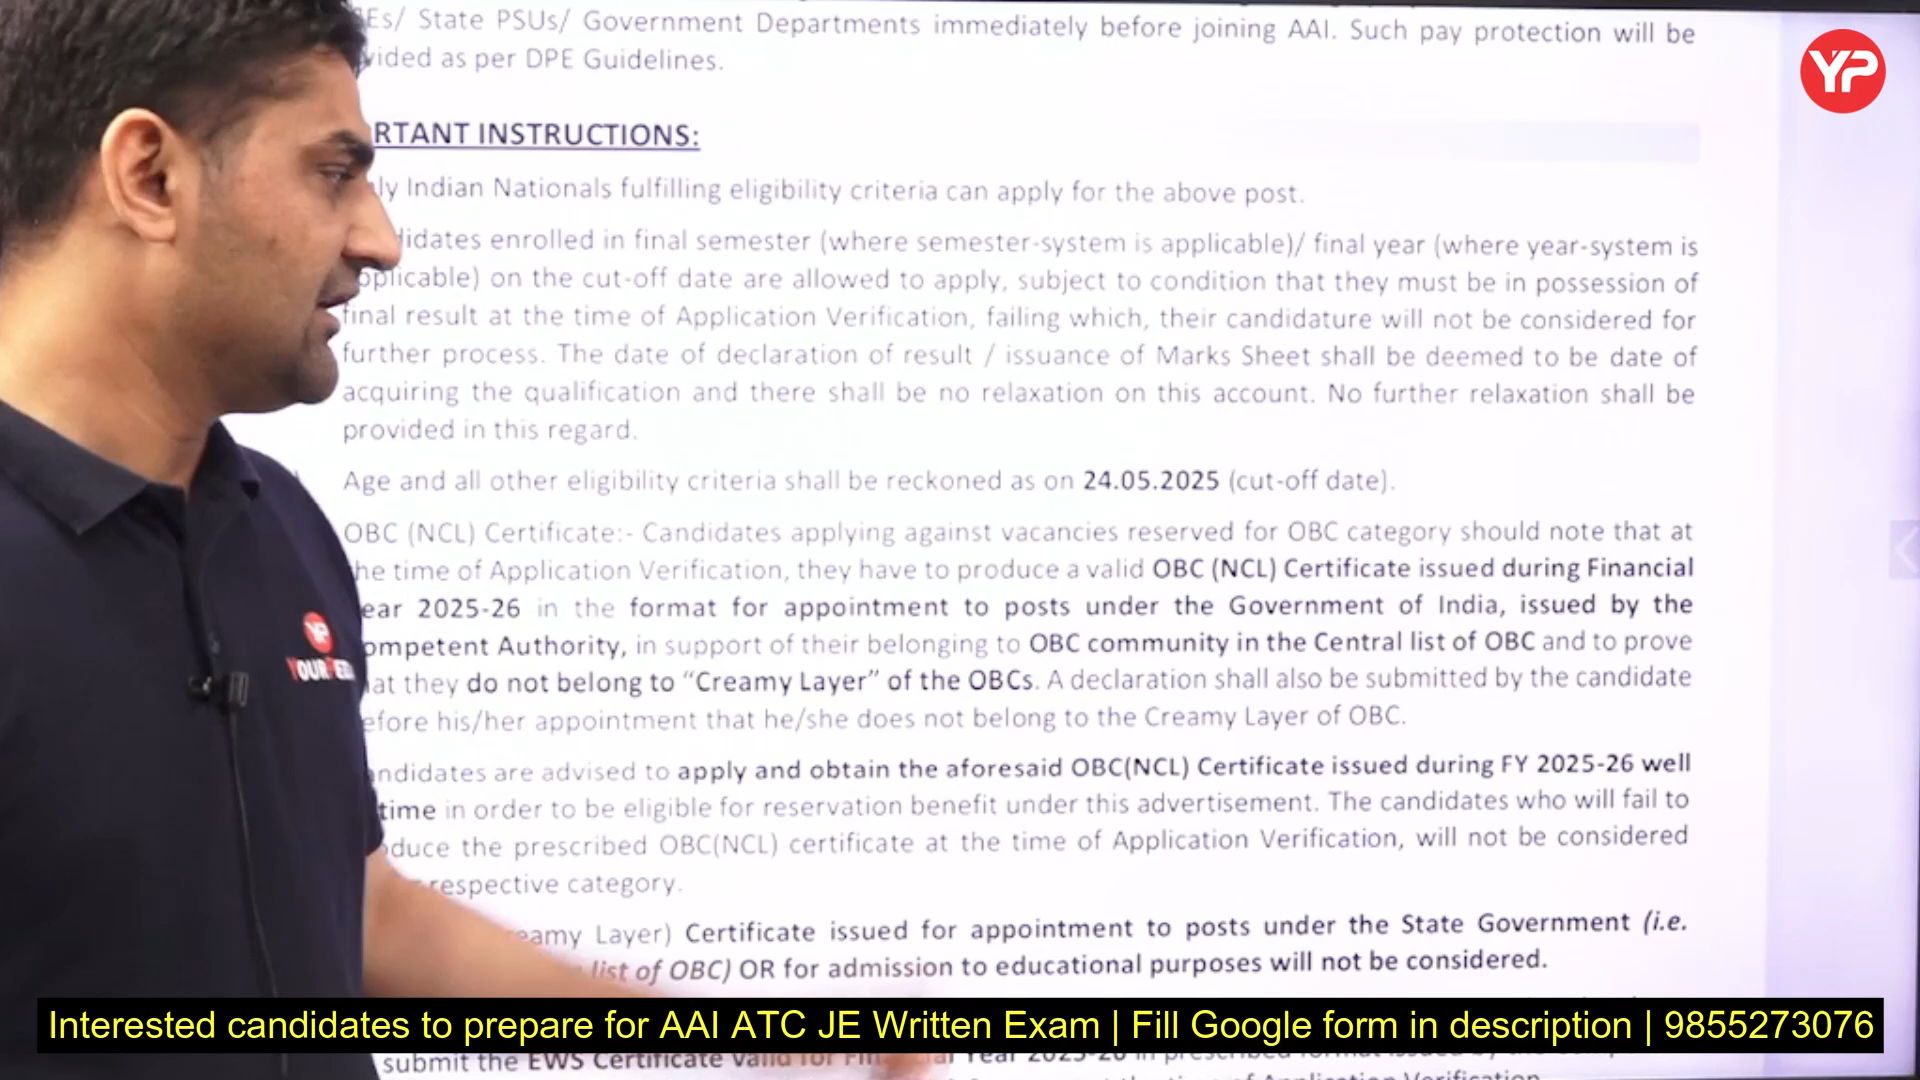 Es/ State PSUs/ Government Departments immediately before joining AAI. Such pay protection will be
vided as per DPE Guidelines.
YP
RTANT INSTRUCTIONS:
ly Indian Nationals fulfilling eligibility criteria can apply for the above post.
idates enrolled in final semester (where semester-system is applicable)/ final year (where year-system is
plicable) on the cut-off date are allowed to apply, subject to condition that they must be in possession of
final result at the time of Application Verification, failing which, their candidature will not be considered for
further process. The date of declaration of result / issuance of Marks Sheet shall be deemed to be date of
acquiring the qualification and there shall be no relaxation on this account. No further relaxation shall be
provided in this regard.
Age and all other eligibility criteria shall be reckoned as on 24.05.2025 (cut-off date).
OBC (NCL) Certificate:- Candidates applying against vacancies reserved for OBC category should note that at
he time of Application Verification, they have to produce a valid OBC (NCL) Certificate issued during Financial
ear 2025-26 in the format for appointment to posts under the Government of India, issued by the
ompetent Authority, in support of their belonging to OBC community in the Central list of OBC and to prove
at they do not belong to “Creamy Layer” of the OBCs. A declaration shall also be submitted by the candidate
efore his/her appointment that he/she does not belong to the Creamy Layer of OBC.
ndidates are advised to apply and obtain the aforesaid OBC(NCL) Certificate issued during FY 2025-26 well
time in order to be eligible for reservation benefit under this advertisement. The candidates who will fail to
duce the prescribed OBC(NCL) certificate at the time of Application Verification, will not be considered
respective category.
eamy Layer) Certificate issued for appointment to posts under the State Government (i.e.
list of OBC) OR for admission to educational purposes will not be considered.
YP
Interested candidates to prepare for AAI ATC JE Written Exam | Fill Google form in description | 9855273076
submit the EWS Certificate valid for Fin Year 2025-26 in prescribed
Application Verification